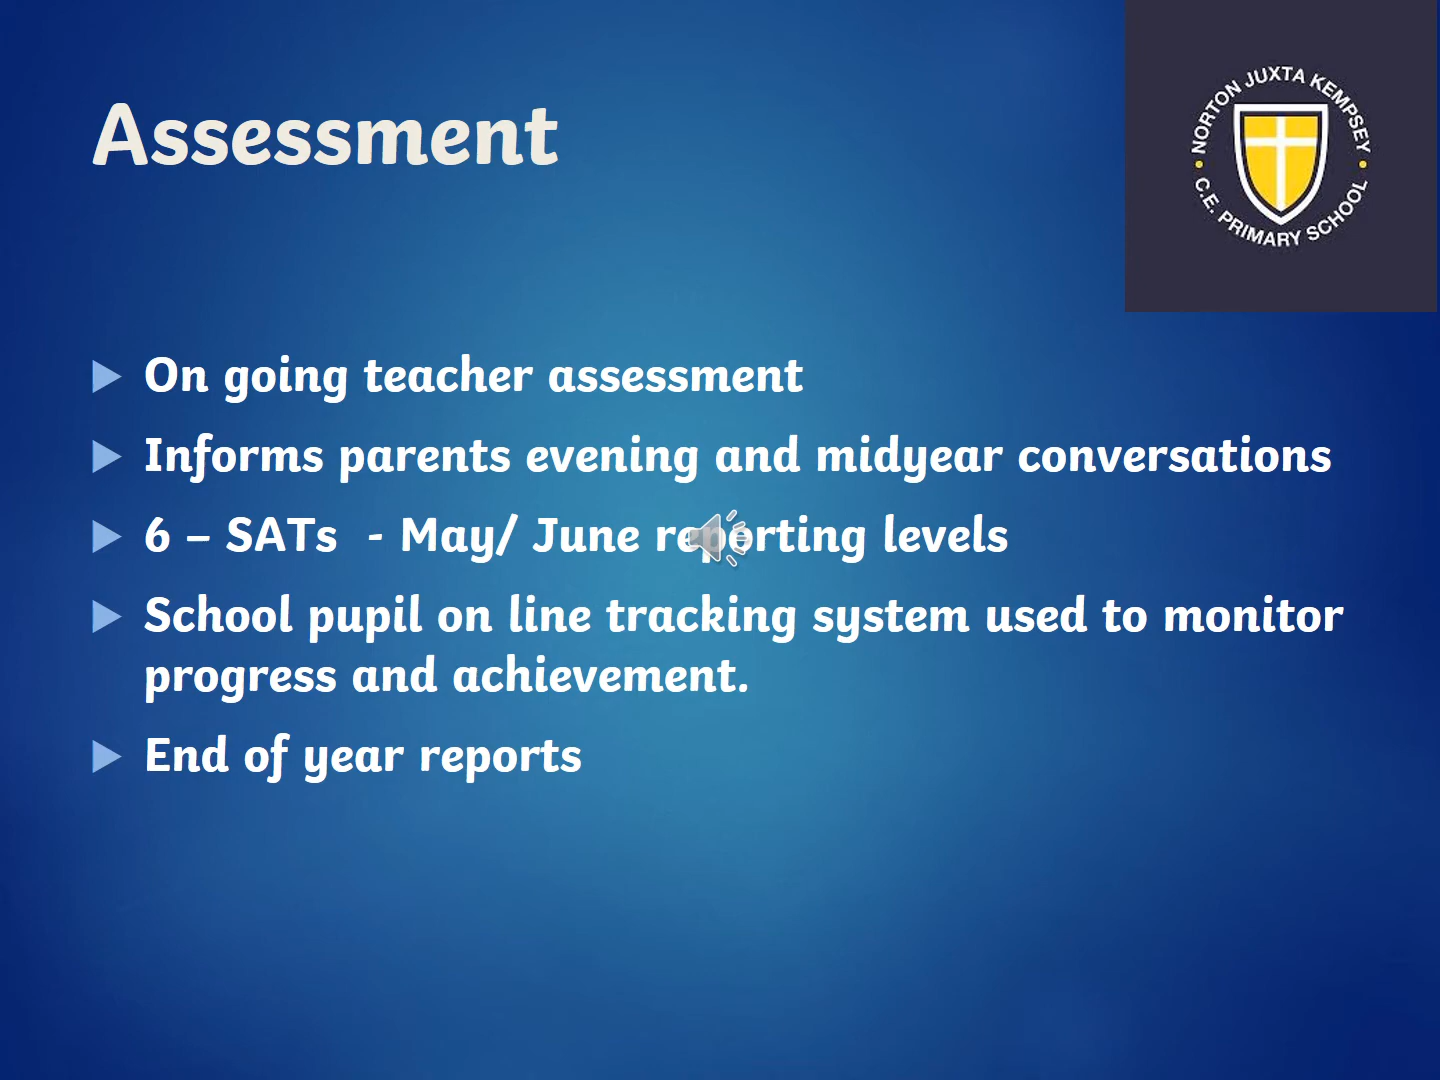 Assessment
NORTON JUXTA KEMPSEY
C.E. PRIMARY SCHOOL
On going teacher assessment
Informs parents evening and midyear conversations
6 – SATs  - May/ June reporting levels
School pupil on line tracking system used to monitor
progress and achievement.
End of year reports